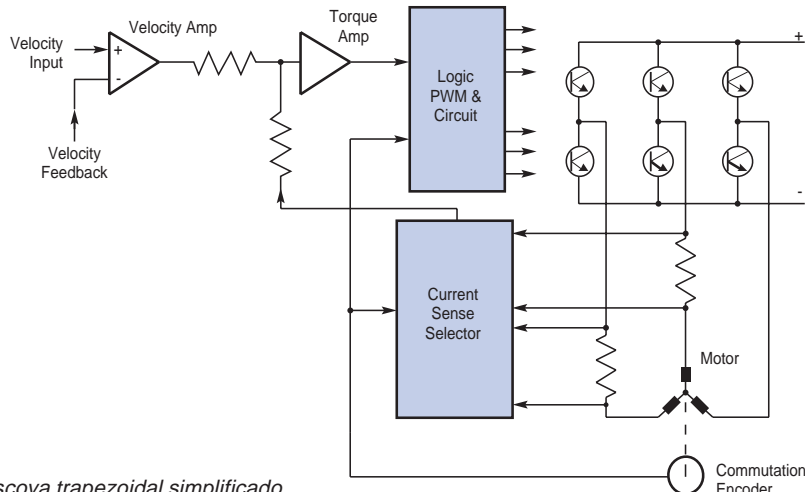 Velocity Amp
Velocity
Input
+
-
Velocity
Feedback
Torque
Amp
Logic
PWM &
Circuit
+
-
Current
Sense
Selector
Motor
Commutation
Encoder
scova trapezoidal simplificado